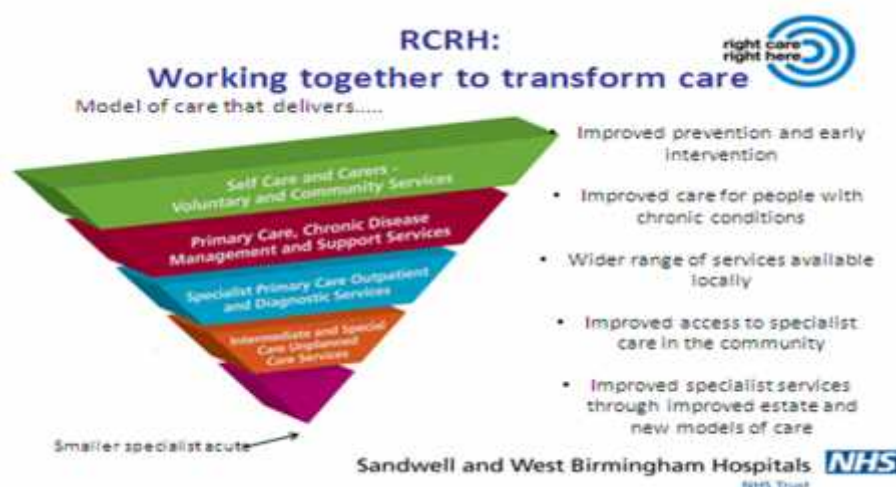 RCRH:
Working together to transform care
right care
right here
Model of care that delivers.....
Self Care and Carers -
Voluntary and Community Services
Primary Care, Chronic Disease
Management and Support Services
Specialist Primary Care Outpatient
and Diagnostic Services
Intermediate and Special
Care Unplanned
Care Services
Smaller specialist acute
• Improved prevention and early
intervention
• Improved care for people with
chronic conditions
• Wider range of services available
locally
• Improved access to specialist
care in the community
• Improved specialist services
through improved estate and
new models of care
Sandwell and West Birmingham Hospitals NHS
NHS Trust